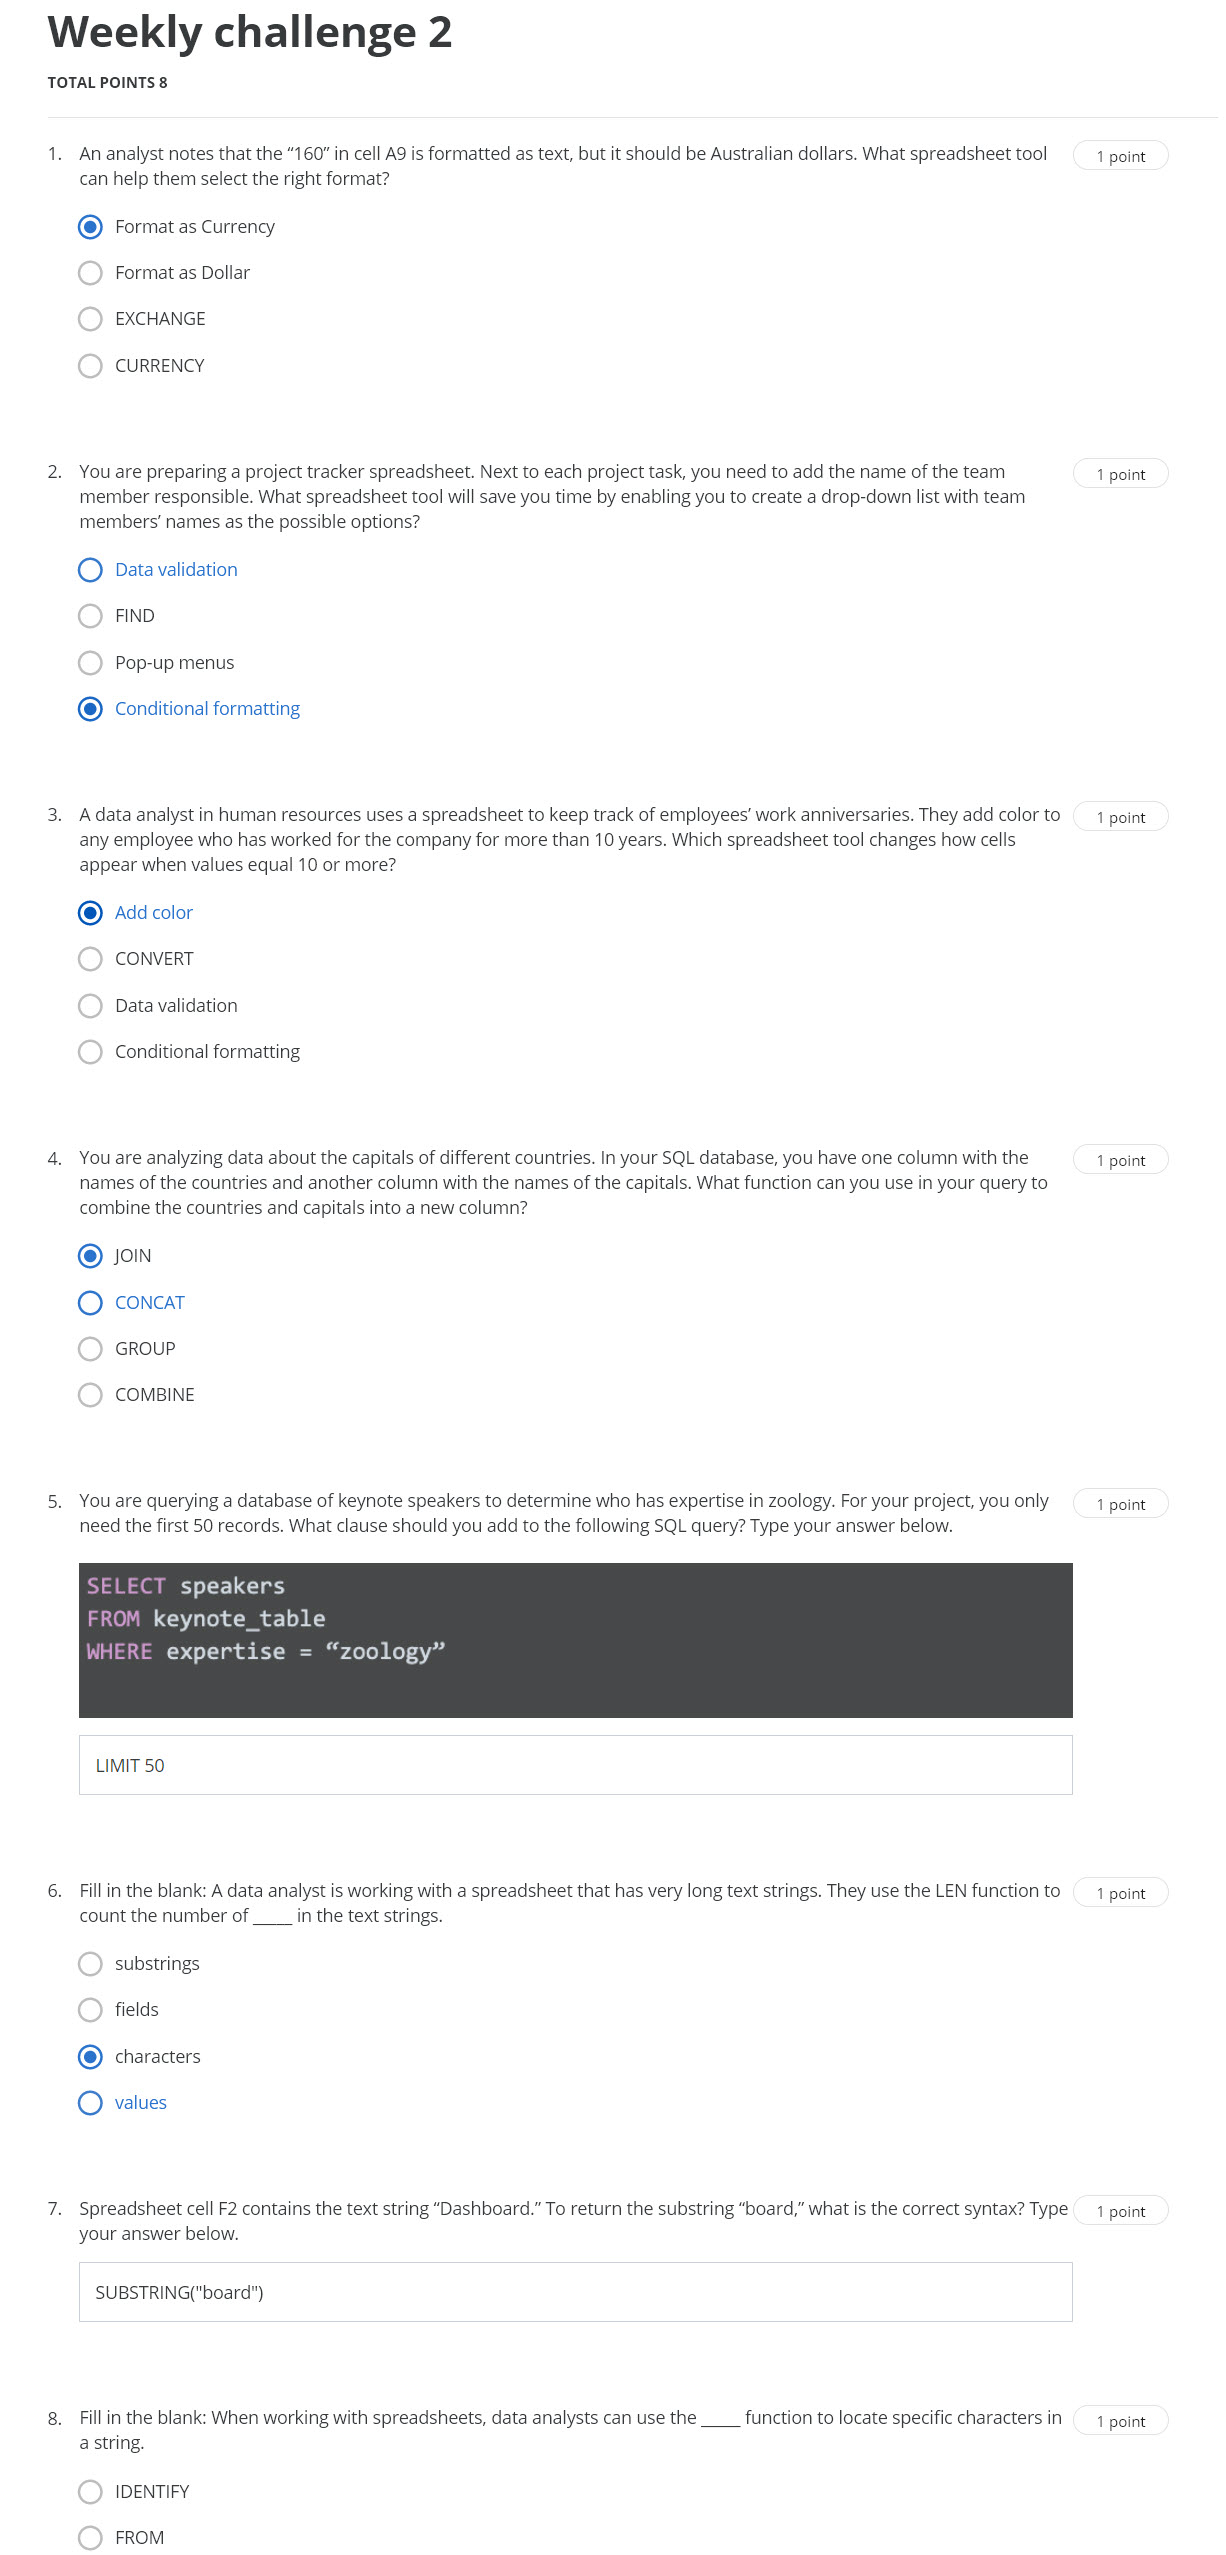 Weekly challenge 2
TOTAL POINTS 8
1. An analyst notes that the “160” in cell A9 is formatted as text, but it should be Australian dollars. What spreadsheet tool
can help them select the right format?
1 point
Format as Currency
Format as Dollar
EXCHANGE
CURRENCY
2. You are preparing a project tracker spreadsheet. Next to each project task, you need to add the name of the team
member responsible. What spreadsheet tool will save you time by enabling you to create a drop-down list with team
members’ names as the possible options?
1 point
Data validation
FIND
Pop-up menus
Conditional formatting
3. A data analyst in human resources uses a spreadsheet to keep track of employees’ work anniversaries. They add color to
any employee who has worked for the company for more than 10 years. Which spreadsheet tool changes how cells
appear when values equal 10 or more?
1 point
Add color
CONVERT
Data validation
Conditional formatting
4. You are analyzing data about the capitals of different countries. In your SQL database, you have one column with the
names of the countries and another column with the names of the capitals. What function can you use in your query to
combine the countries and capitals into a new column?
1 point
JOIN
CONCAT
GROUP
COMBINE
5. You are querying a database of keynote speakers to determine who has expertise in zoology. For your project, you only
need the first 50 records. What clause should you add to the following SQL query? Type your answer below.
1 point
SELECT speakers
FROM keynote_table
WHERE expertise = “zoology”
LIMIT 50
6. Fill in the blank: A data analyst is working with a spreadsheet that has very long text strings. They use the LEN function to
count the number of _____ in the text strings.
1 point
substrings
fields
characters
values
7. Spreadsheet cell F2 contains the text string “Dashboard.” To return the substring “board,” what is the correct syntax? Type
your answer below.
1 point
SUBSTRING("board")
8. Fill in the blank: When working with spreadsheets, data analysts can use the _____ function to locate specific characters in
a string.
1 point
IDENTIFY
FROM